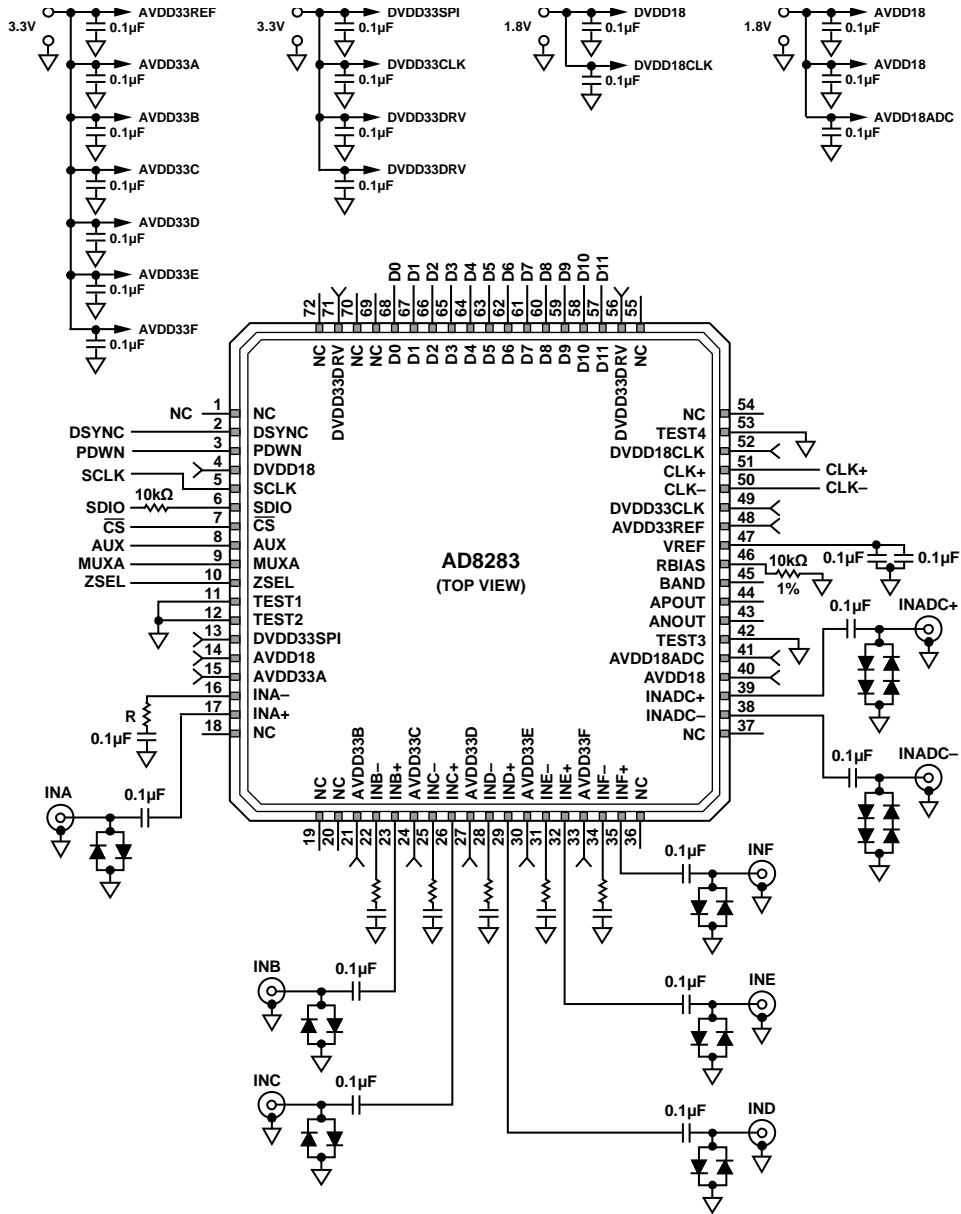 3.3V
AVDD33REF
0.1µF
AVDD33A
0.1µF
AVDD33B
0.1µF
AVDD33C
0.1µF
AVDD33D
0.1µF
AVDD33E
0.1µF
AVDD33F
0.1µF
3.3V
DVDD33SPI
0.1µF
DVDD33CLK
0.1µF
DVDD33DRV
0.1µF
DVDD33DRV
0.1µF
1.8V
DVDD18
0.1µF
DVDD18CLK
0.1µF
1.8V
AVDD18
0.1µF
AVDD18
0.1µF
AVDD18ADC
0.1µF
D0 D1 D2 D3 D4 D5 D6 D7 D8 D9 D10 D11
72 71 70 69 68 67 66 65 64 63 62 61 60 59 58 57 56 55
NC DVDD33DRV NC NC D0 D1 D2 D3 D4 D5 D6 D7 D8 D9 D10 D11 DVDD33DRV NC
NC 1 NC
DSYNC 2 DSYNC
PDWN 3 PDWN
4 DVDD18
SCLK 5 SCLK
SDIO 10kΩ 6 SDIO
CS 7 CS
AUX 8 AUX
MUXA 9 MUXA
ZSEL 10 ZSEL
11 TEST1
12 TEST2
13 DVDD33SPI
14 AVDD18
15 AVDD33A
16 INA–
17 INA+
18 NC
R
0.1µF
INA
0.1µF
AD8283
(TOP VIEW)
NC 54
TEST4 53
DVDD18CLK 52
CLK+ 51 CLK+
CLK– 50 CLK–
DVDD33CLK 49
AVDD33REF 48
VREF 47
0.1µF 0.1µF
RBIAS 46 10kΩ
1%
BAND 45
APOUT 44
ANOUT 43
TEST3 42
AVDD18ADC 41
AVDD18 40
INADC+ 39
INADC– 38
NC 37
0.1µF
INADC+
0.1µF
INADC–
NC NC AVDD33B INB– INB+ AVDD33C INC– INC+ AVDD33D IND– IND+ AVDD33E INE– INE+ AVDD33F INF– INF+ NC
19 20 21 22 23 24 25 26 27 28 29 30 31 32 33 34 35 36
0.1µF
INF
INB
0.1µF
0.1µF
INE
INC
0.1µF
0.1µF
IND